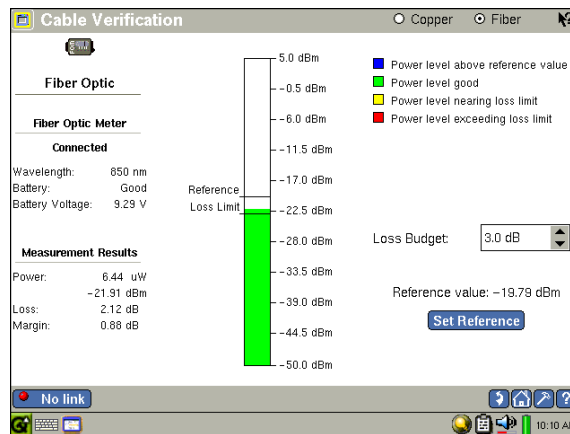 Cable Verification
Copper
Fiber
Fiber Optic
Fiber Optic Meter
Connected
Wavelength: 850 nm
Battery: Good
Battery Voltage: 9.29 V
Measurement Results
Power: 6.44 uW
-21.91 dBm
Loss: 2.12 dB
Margin: 0.88 dB
Reference
Loss Limit
5.0 dBm
-0.5 dBm
-6.0 dBm
-11.5 dBm
-17.0 dBm
-22.5 dBm
-28.0 dBm
-33.5 dBm
-39.0 dBm
-44.5 dBm
-50.0 dBm
Power level above reference value
Power level good
Power level nearing loss limit
Power level exceeding loss limit
Loss Budget: 3.0 dB
Reference value: -19.79 dBm
Set Reference
No link
?
10:10 A